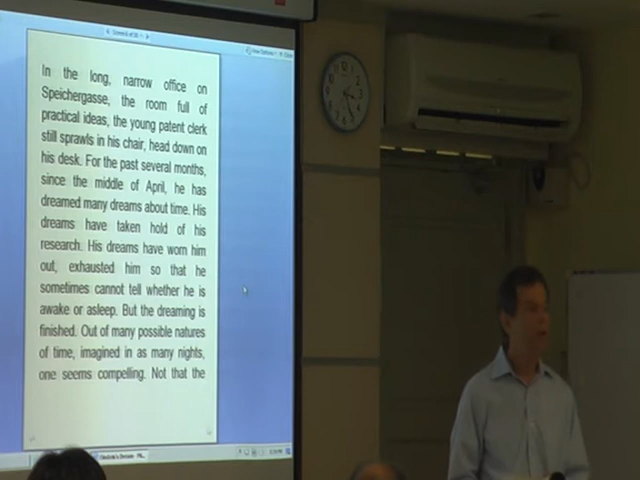 In the long, narrow office on
Speichergasse, the room full of
practical ideas, the young patent clerk
still sprawls in his chair, head down on
his desk. For the past several months,
since the middle of April, he has
dreamed many dreams about time. His
dreams have taken hold of his
research. His dreams have worn him
out, exhausted him so that he
sometimes cannot tell whether he is
awake or asleep. But the dreaming is
finished. Out of many possible natures
of time, imagined in as many nights,
one seems compelling. Not that the